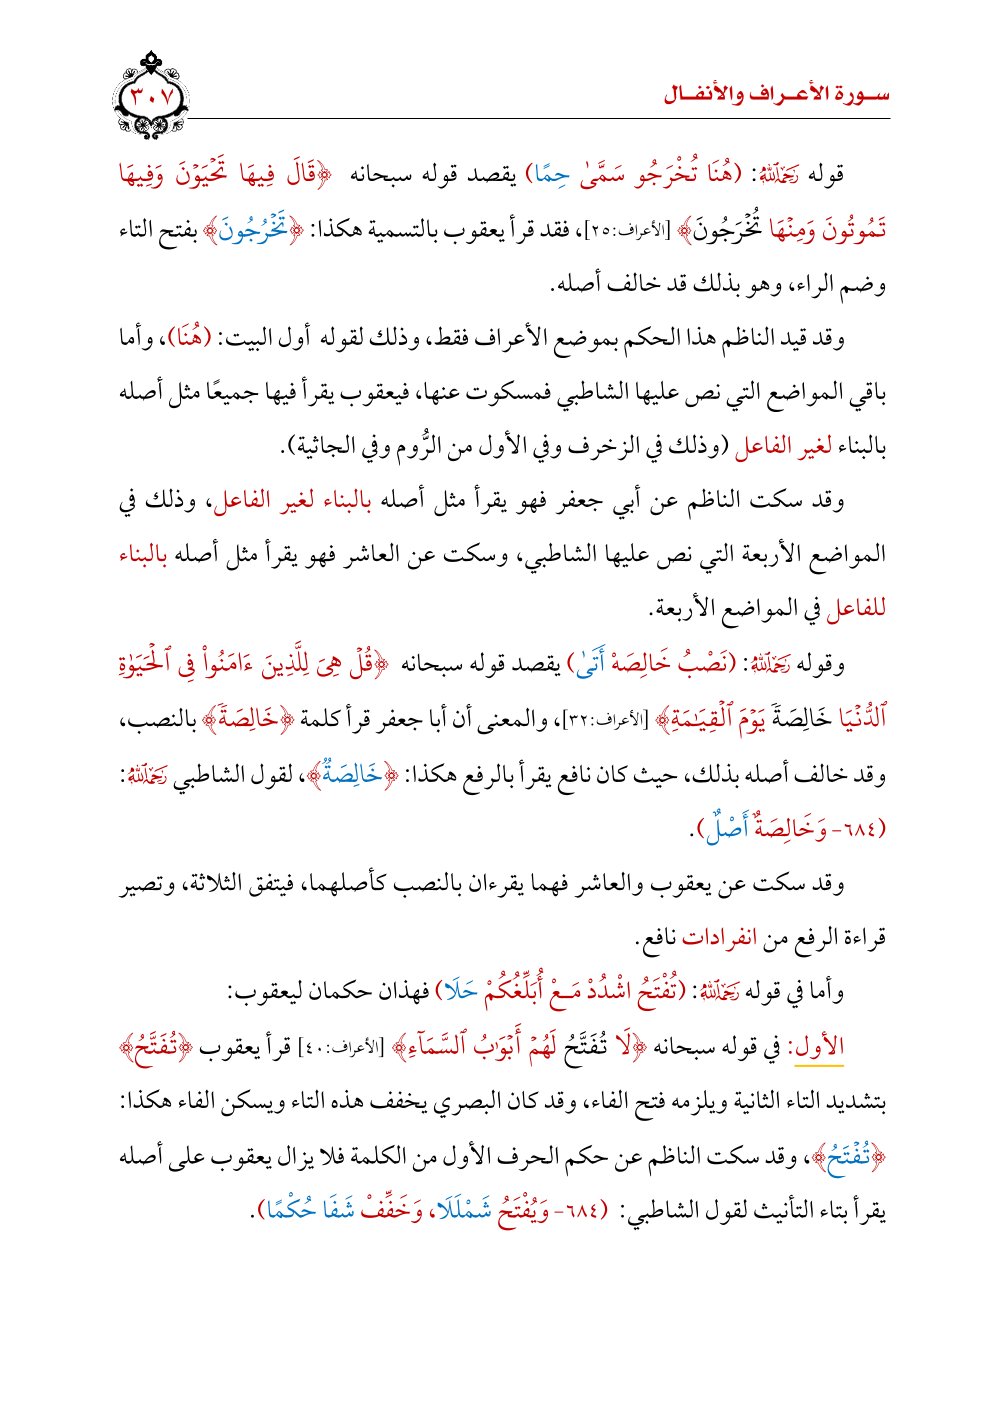 سـورة الأعـراف والأنفـال
٣٠٧
قوله رَحِمَهُ اللَّهُ: (هُنَا تُخْرَجُو سَمَّىٰ حِمًا) يقصد قوله سبحانه ﴿قَالَ فِيهَا تَحۡيَوۡنَ وَفِيهَا
تَمُوتُونَ وَمِنۡهَا تُخۡرَجُونَ﴾ [الأعراف:٢٥]، فقد قرأ يعقوب بالتسمية هكذا: ﴿تَخۡرُجُونَ﴾ بفتح التاء
وضم الراء، وهو بذلك قد خالف أصله.
وقد قيد الناظم هذا الحكم بموضع الأعراف فقط، وذلك لقوله أول البيت: (هُنَا)، وأما
باقي المواضع التي نص عليها الشاطبي فمسكوت عنها، فيعقوب يقرأ فيها جميعًا مثل أصله
بالبناء لغير الفاعل (وذلك في الزخرف وفي الأول من الرُّوم وفي الجاثية).
وقد سكت الناظم عن أبي جعفر فهو يقرأ مثل أصله بالبناء لغير الفاعل، وذلك في
المواضع الأربعة التي نص عليها الشاطبي، وسكت عن العاشر فهو يقرأ مثل أصله بالبناء
للفاعل في المواضع الأربعة.
وقوله رَحِمَهُ اللَّهُ: (نَصْبُ خَالِصَهْ أَتَىٰ) يقصد قوله سبحانه ﴿قُلۡ هِيَ لِلَّذِينَ ءَامَنُواْ فِي ٱلۡحَيَوٰةِ
ٱلدُّنۡيَا خَالِصَةٗ يَوۡمَ ٱلۡقِيَٰمَةِ﴾ [الأعراف:٣٢]، والمعنى أن أبا جعفر قرأ كلمة ﴿خَالِصَةٗ﴾ بالنصب،
وقد خالف أصله بذلك، حيث كان نافع يقرأ بالرفع هكذا: ﴿خَالِصَةٌ﴾، لقول الشاطبي رَحِمَهُ اللَّهُ:
(٦٨٤- وَخَالِصَةٌ أَصْلٌ).
وقد سكت عن يعقوب والعاشر فهما يقرءان بالنصب كأصلهما، فيتفق الثلاثة، وتصير
قراءة الرفع من انفرادات نافع.
وأما في قوله رَحِمَهُ اللَّهُ: (تُفْتَحُ اشْدُدْ مَـعْ أُبَلِّغُكُمْ حَلَا) فهذان حكمان ليعقوب:
الأول: في قوله سبحانه ﴿لَا تُفَتَّحُ لَهُمۡ أَبۡوَٰبُ ٱلسَّمَآءِ﴾ [الأعراف:٤٠] قرأ يعقوب ﴿تُفَتَّحُ﴾
بتشديد التاء الثانية ويلزمه فتح الفاء، وقد كان البصري يخفف هذه التاء ويسكن الفاء هكذا:
﴿تُفۡتَحُ﴾، وقد سكت الناظم عن حكم الحرف الأول من الكلمة فلا يزال يعقوب على أصله
يقرأ بتاء التأنيث لقول الشاطبي: (٦٨٤- وَيُفْتَحُ شَمْلَلَا، وَخَفِّفْ شَفَا حُكْمًا).